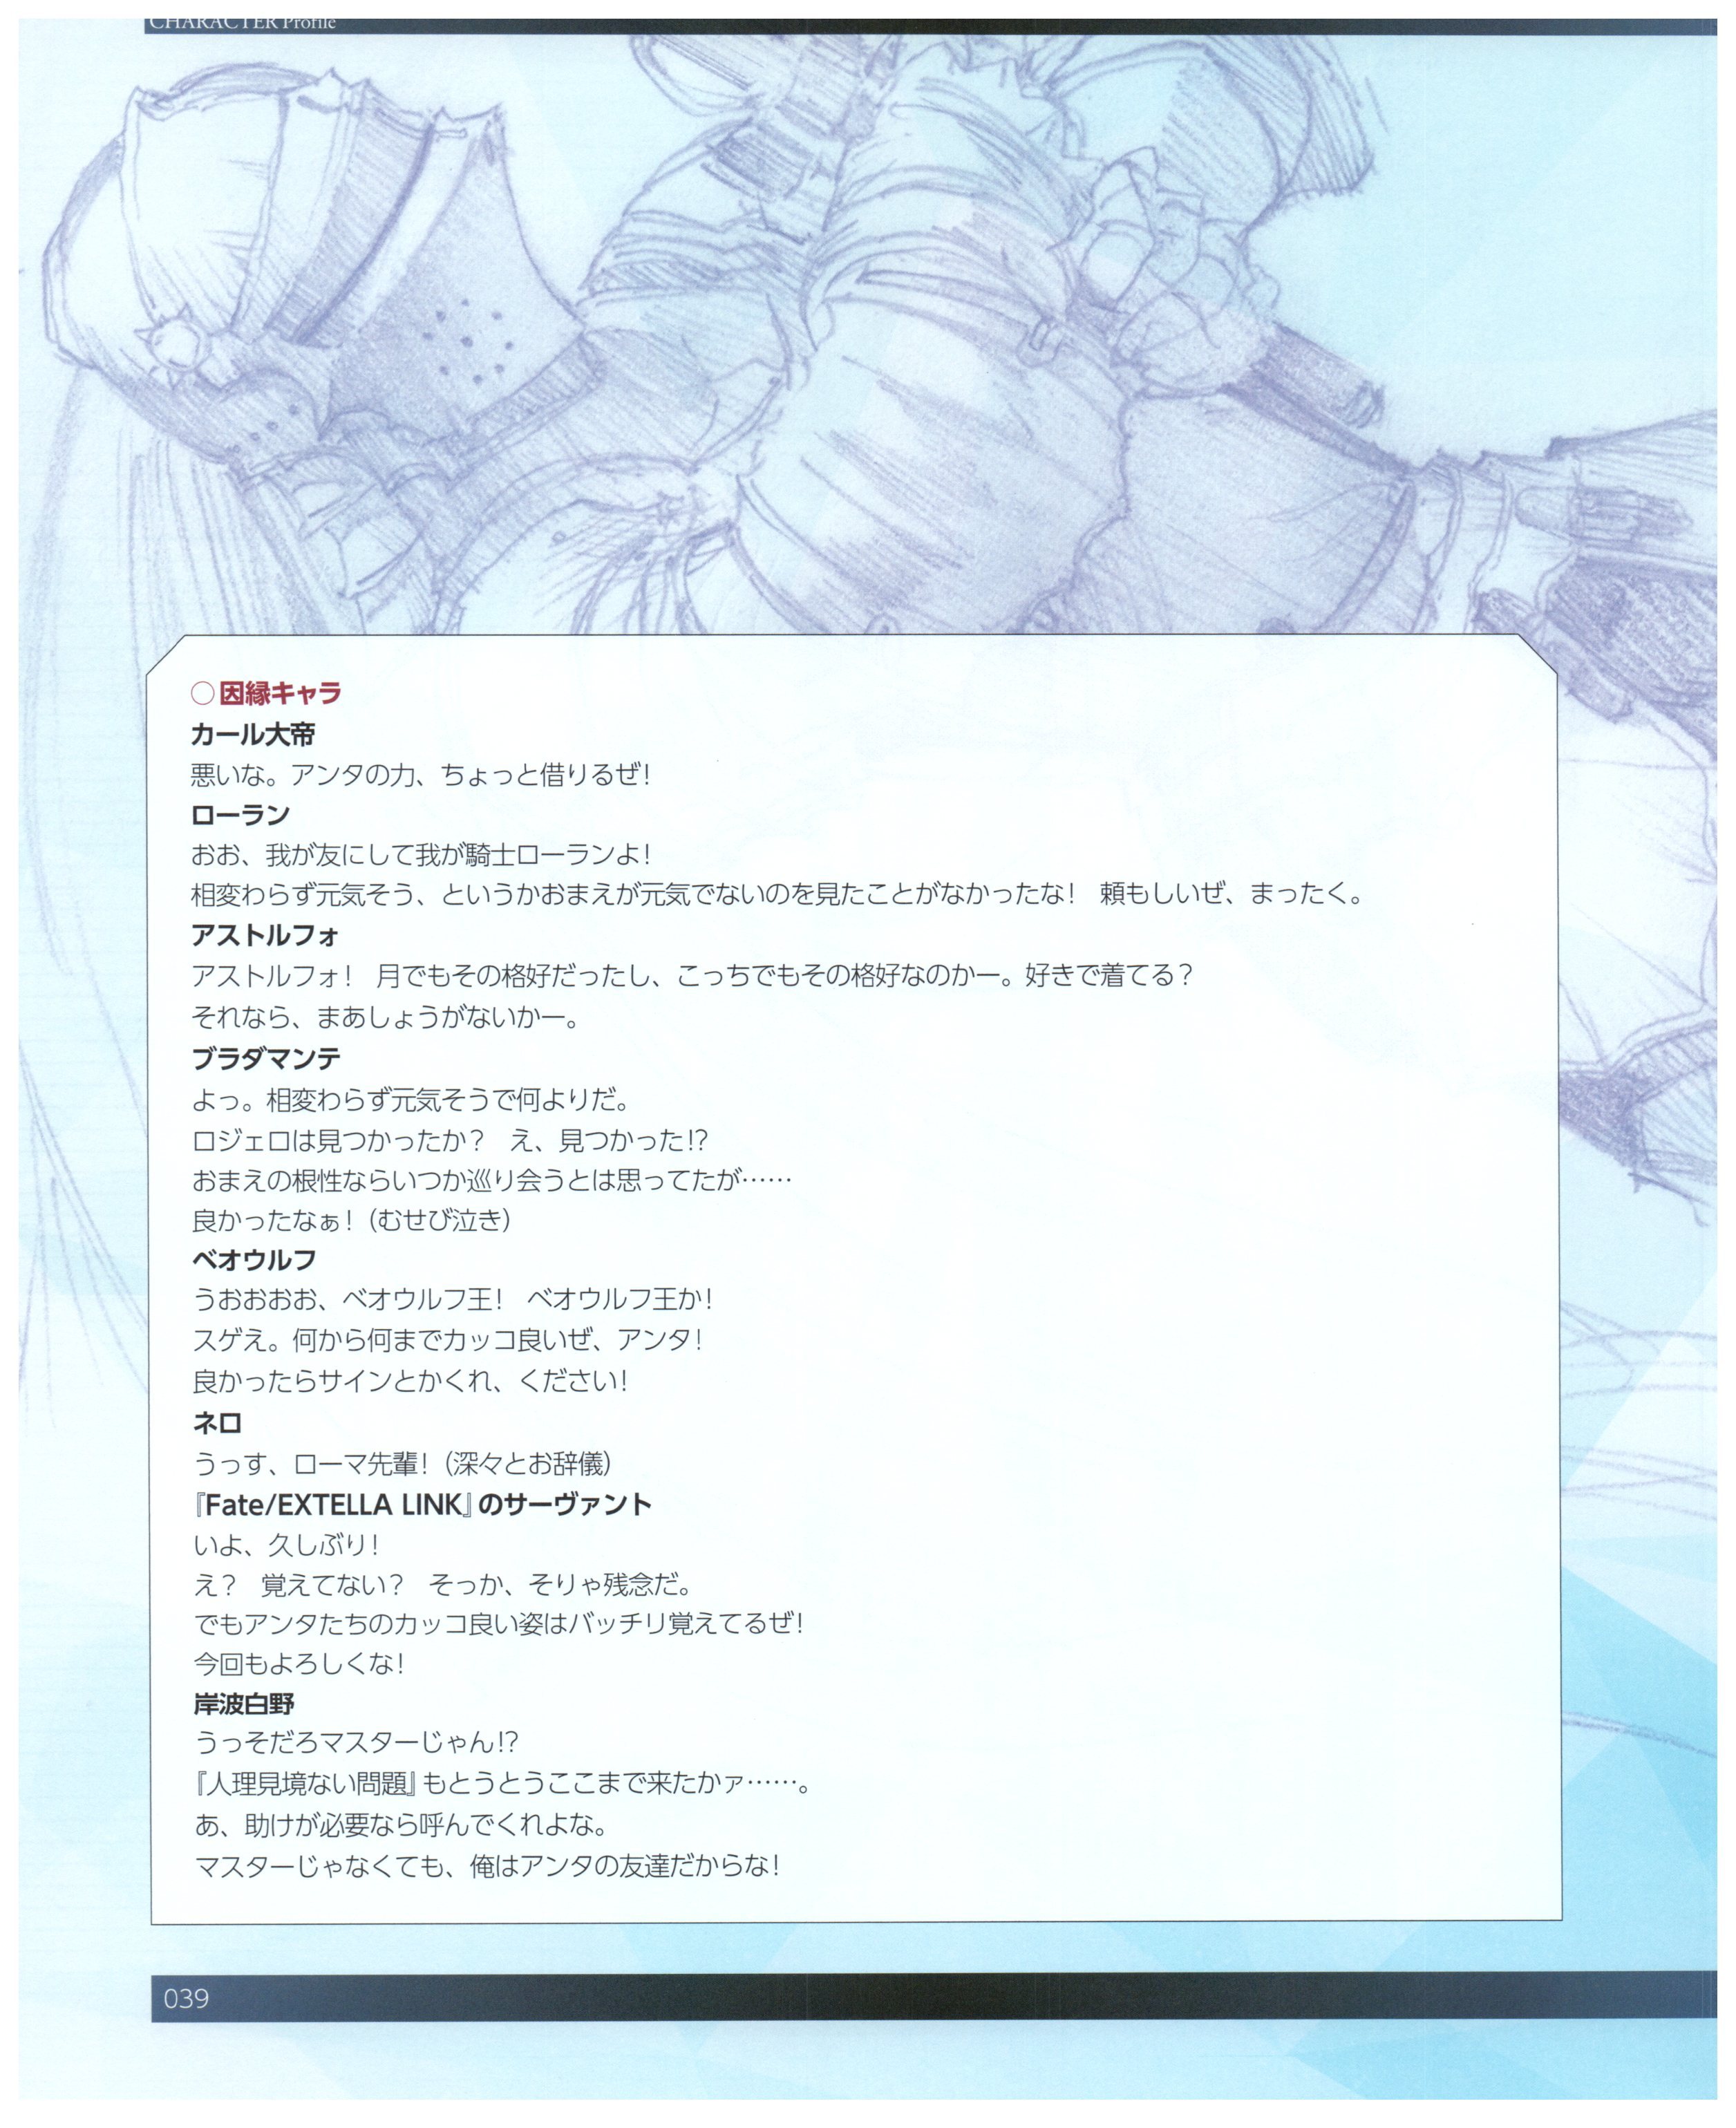 CHARACTER Profile
○因縁キャラ
カール大帝
悪いな。アンタの力、ちょっと借りるぜ！
ローラン
おお、我が友にして我が騎士ローランよ！
相変わらず元気そう、というかおまえが元気でないのを見たことがなかったな！　頼もしいぜ、まったく。
アストルフォ
アストルフォ！　月でもその格好だったし、こっちでもその格好なのかー。好きで着てる？
それなら、まあしょうがないかー。
ブラダマンテ
よっ。相変わらず元気そうで何よりだ。
ロジェロは見つかったか？　え、見つかった!?
おまえの根性ならいつか巡り会うとは思ってたが……
良かったなぁ！（むせび泣き）
ベオウルフ
うおおおお、ベオウルフ王！　ベオウルフ王か！
スゲえ。何から何までカッコ良いぜ、アンタ！
良かったらサインとかくれ、ください！
ネロ
うっす、ローマ先輩！（深々とお辞儀）
『Fate/EXTELLA LINK』のサーヴァント
いよ、久しぶり！
え？　覚えてない？　そっか、そりゃ残念だ。
でもアンタたちのカッコ良い姿はバッチリ覚えてるぜ！
今回もよろしくな！
岸波白野
うっそだろマスターじゃん!?
『人理見境ない問題』もとうとうここまで来たかァ……。
あ、助けが必要なら呼んでくれよな。
マスターじゃなくても、俺はアンタの友達だからな！
039